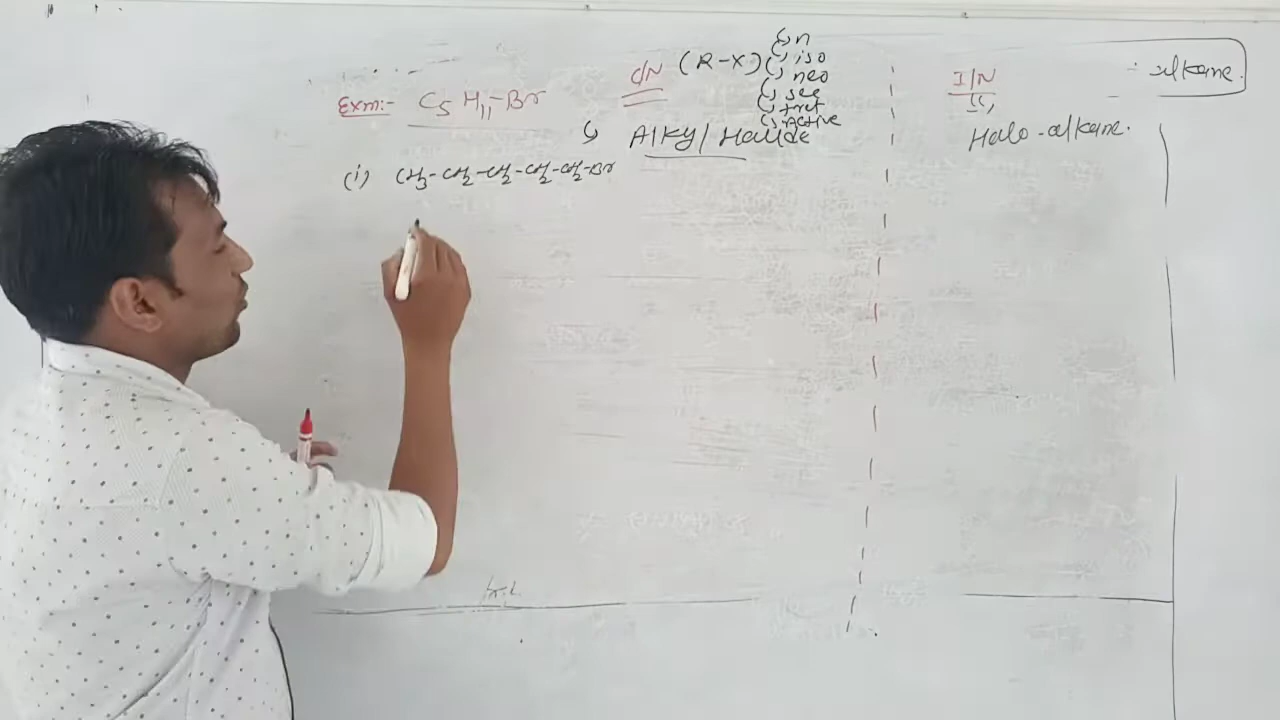 Exm:- C5 H11-Br
C/N (R-X)
n
iso
neo
sec
tert
Active
Alkyl Halide
I/N
Halo-alkane.
alkane.
(i) CH3-CH2-CH2-CH2-CH2-Br